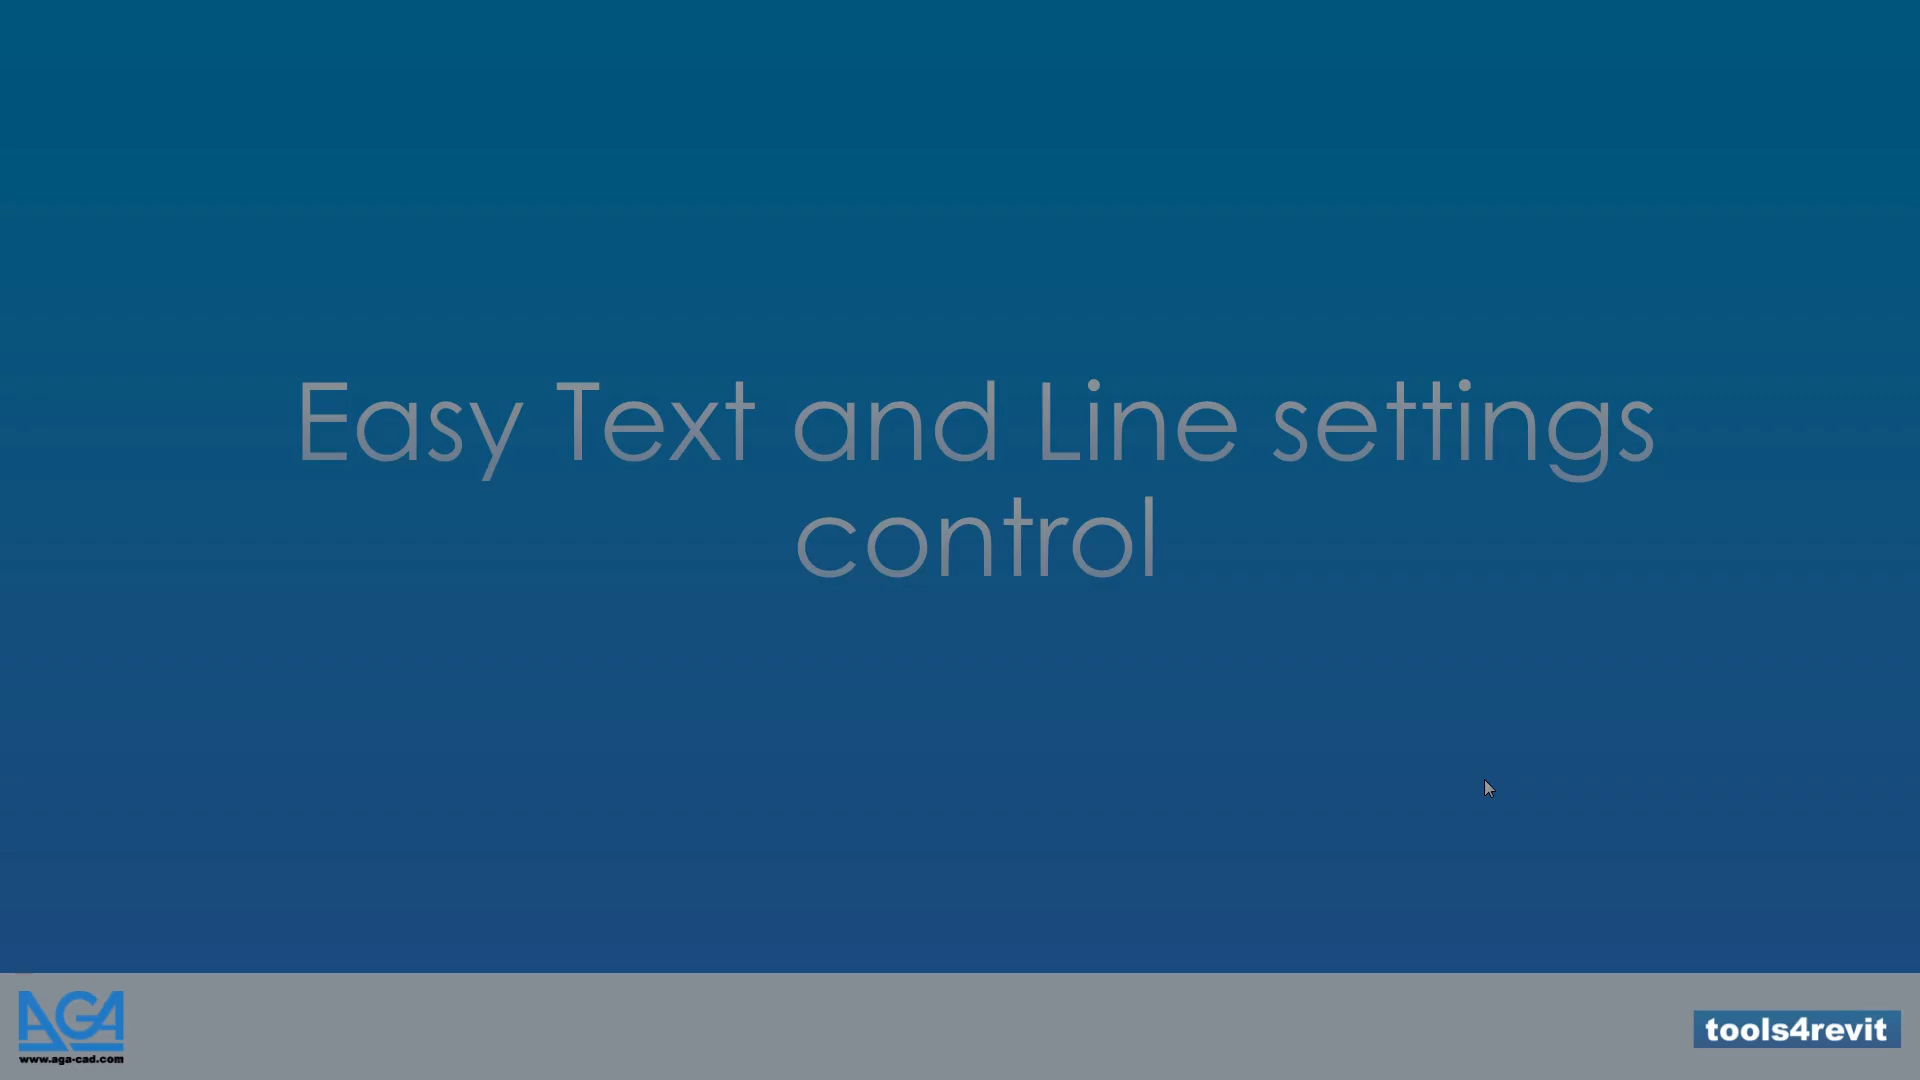 Easy Text and Line settings
control
AGA
www.aga-cad.com
tools4revit